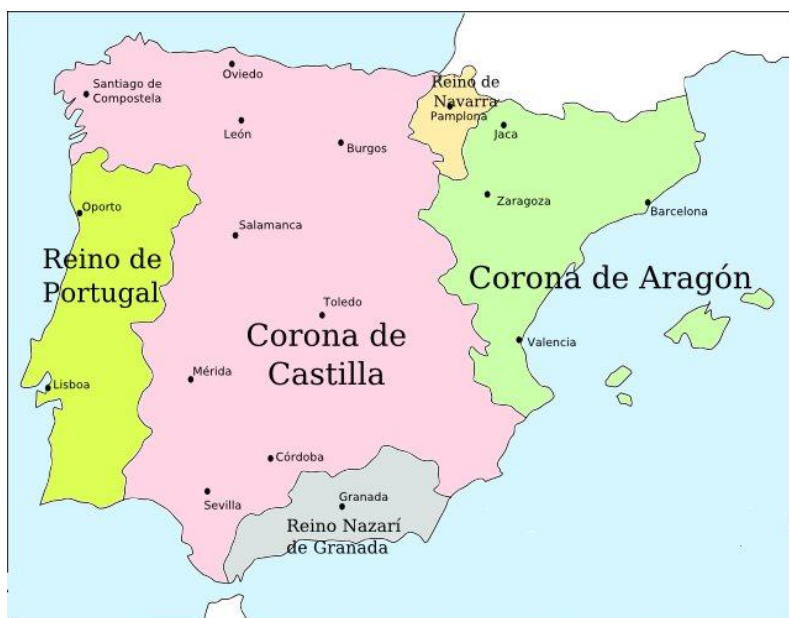 Oviedo
Santiago de
Compostela
León
Burgos
Reino de
Navarra
Pamplona
Jaca
Oporto
Zaragoza
Barcelona
Salamanca
Reino de
Portugal
Corona de Aragón
Toledo
Corona de
Castilla
Valencia
Mérida
Lisboa
Córdoba
Sevilla
Granada
Reino Nazarí
de Granada